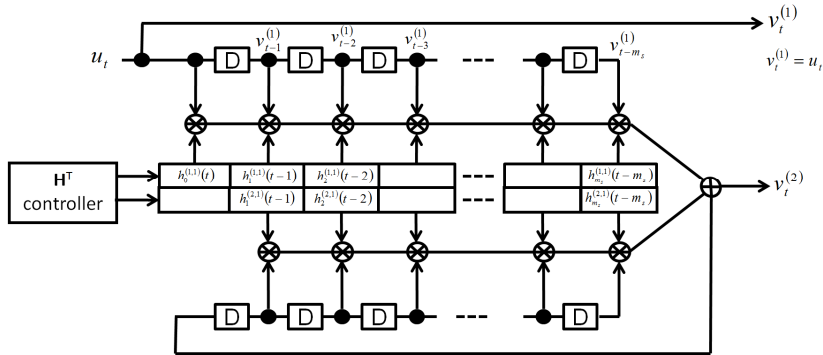 v_t^{(1)}
u_t D v_{t-1}^{(1)} D v_{t-2}^{(1)} D v_{t-3}^{(1)} D v_{t-m_s}^{(1)}
v_t^{(1)} = u_t
H^T controller
h_0^{(1,1)}(t) h_1^{(1,1)}(t-1) h_2^{(1,1)}(t-2) h_{m_s}^{(1,1)}(t-m_s)
h_1^{(2,1)}(t-1) h_2^{(2,1)}(t-2) h_{m_s}^{(2,1)}(t-m_s)
v_t^{(2)}
D D D D